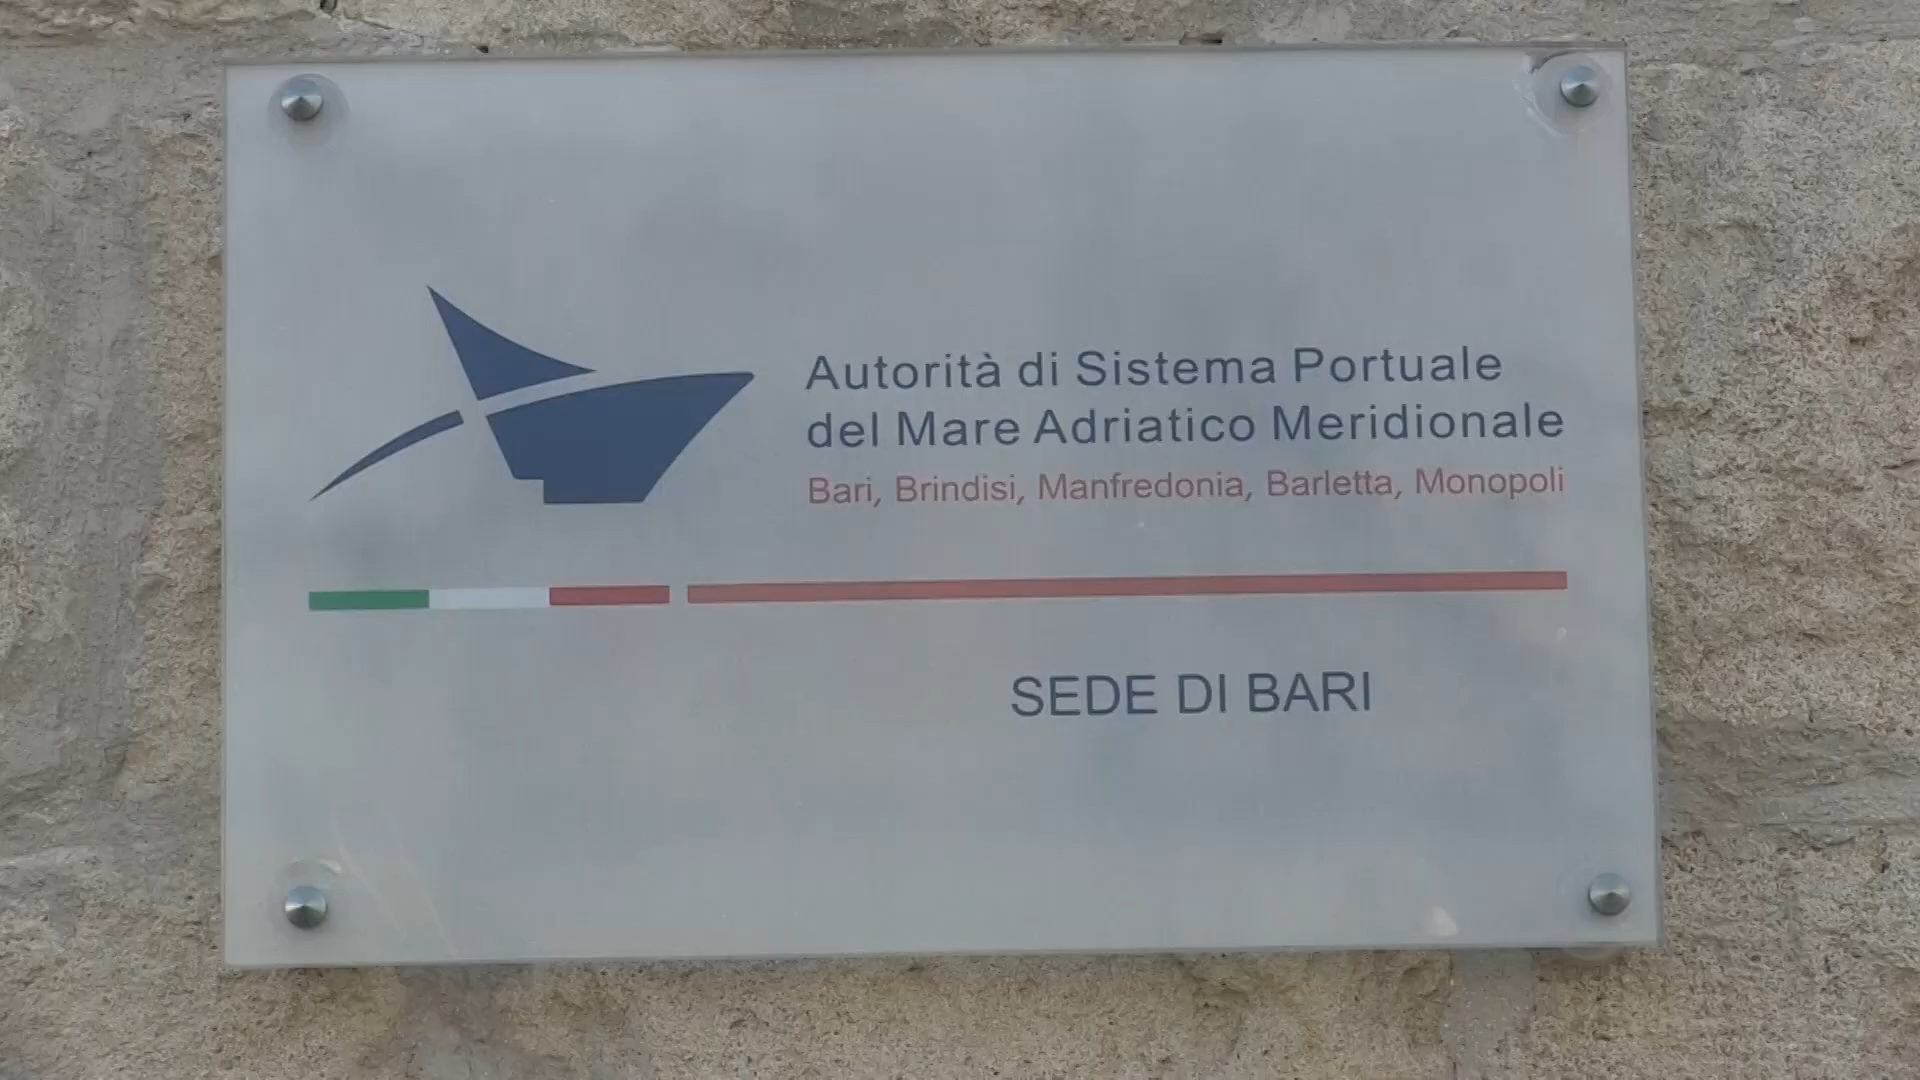 Autorità di Sistema Portuale
del Mare Adriatico Meridionale
Bari, Brindisi, Manfredonia, Barletta, Monopoli
SEDE DI BARI